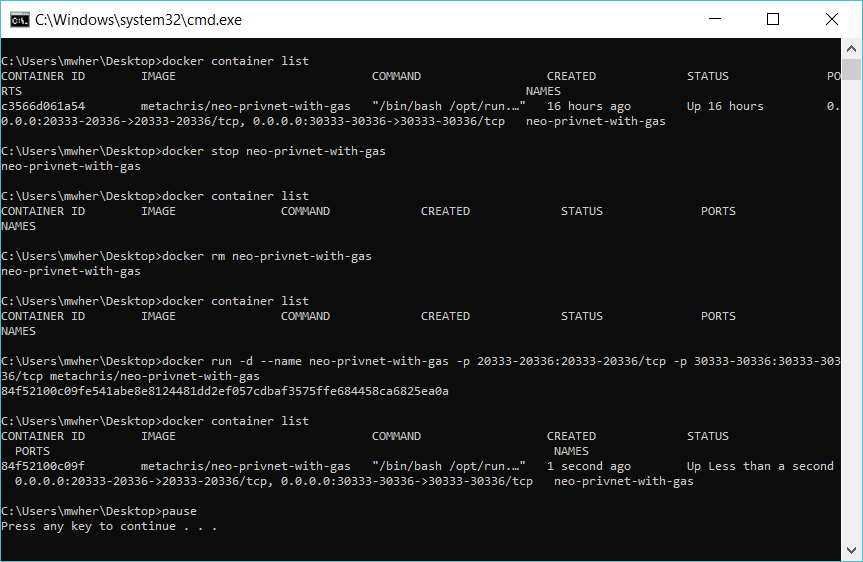 C:\Windows\system32\cmd.exe
C:\Users\mwher\Desktop>docker container list
CONTAINER ID        IMAGE                            COMMAND                  CREATED             STATUS              PO
RTS                                                                        NAMES
c3566d061a54        metachris/neo-privnet-with-gas   "/bin/bash /opt/run.…"   16 hours ago        Up 16 hours         0.
0.0.0:20333-20336->20333-20336/tcp, 0.0.0.0:30333-30336->30333-30336/tcp   neo-privnet-with-gas
C:\Users\mwher\Desktop>docker stop neo-privnet-with-gas
neo-privnet-with-gas
C:\Users\mwher\Desktop>docker container list
CONTAINER ID        IMAGE               COMMAND             CREATED             STATUS              PORTS
NAMES
C:\Users\mwher\Desktop>docker rm neo-privnet-with-gas
neo-privnet-with-gas
C:\Users\mwher\Desktop>docker container list
CONTAINER ID        IMAGE               COMMAND             CREATED             STATUS              PORTS
NAMES
C:\Users\mwher\Desktop>docker run -d --name neo-privnet-with-gas -p 20333-20336:20333-20336/tcp -p 30333-30336:30333-303
36/tcp metachris/neo-privnet-with-gas
84f52100c09fe541abe8e8124481dd2ef057cdbaf3575ffe684458ca6825ea0a
C:\Users\mwher\Desktop>docker container list
CONTAINER ID        IMAGE                            COMMAND                  CREATED             STATUS
  PORTS                                                                        NAMES
84f52100c09f        metachris/neo-privnet-with-gas   "/bin/bash /opt/run.…"   1 second ago        Up Less than a second
  0.0.0.0:20333-20336->20333-20336/tcp, 0.0.0.0:30333-30336->30333-30336/tcp   neo-privnet-with-gas
C:\Users\mwher\Desktop>pause
Press any key to continue . . .